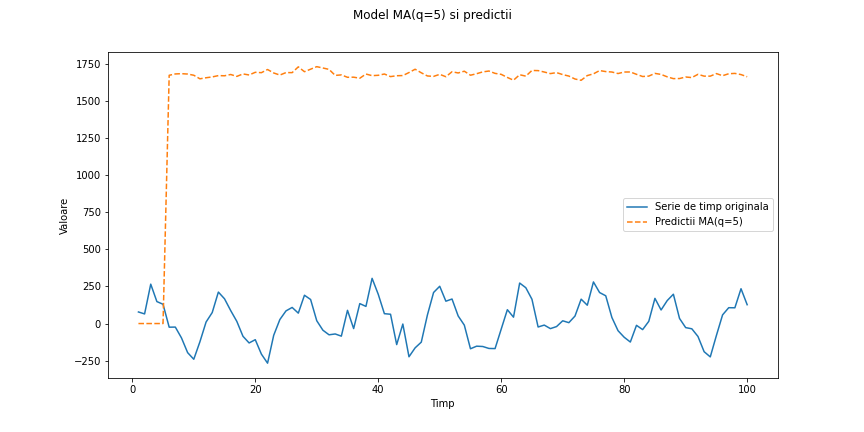 Model MA(q=5) si predictii
1750
1500
1250
1000
750
500
250
0
−250
Valoare
Serie de timp originala
Predictii MA(q=5)
0 20 40 60 80 100
Timp